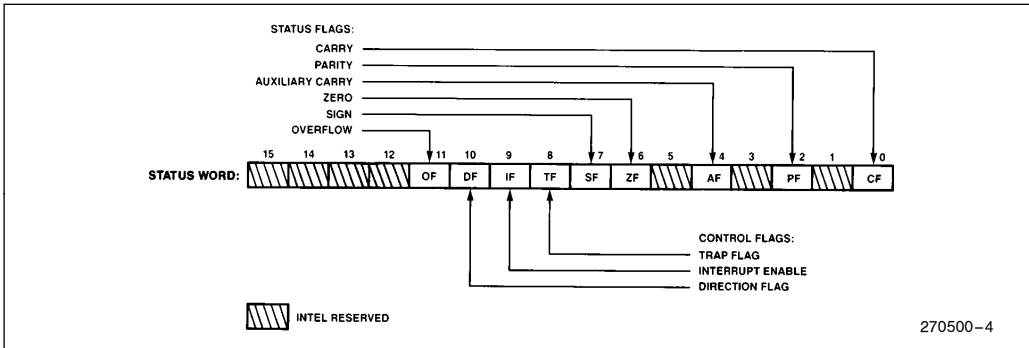 STATUS FLAGS:
CARRY
PARITY
AUXILIARY CARRY
ZERO
SIGN
OVERFLOW
15 14 13 12 11 10 9 8 7 6 5 4 3 2 1 0
STATUS WORD: OF DF IF TF SF ZF AF PF CF
CONTROL FLAGS:
TRAP FLAG
INTERRUPT ENABLE
DIRECTION FLAG
INTEL RESERVED
270500–4